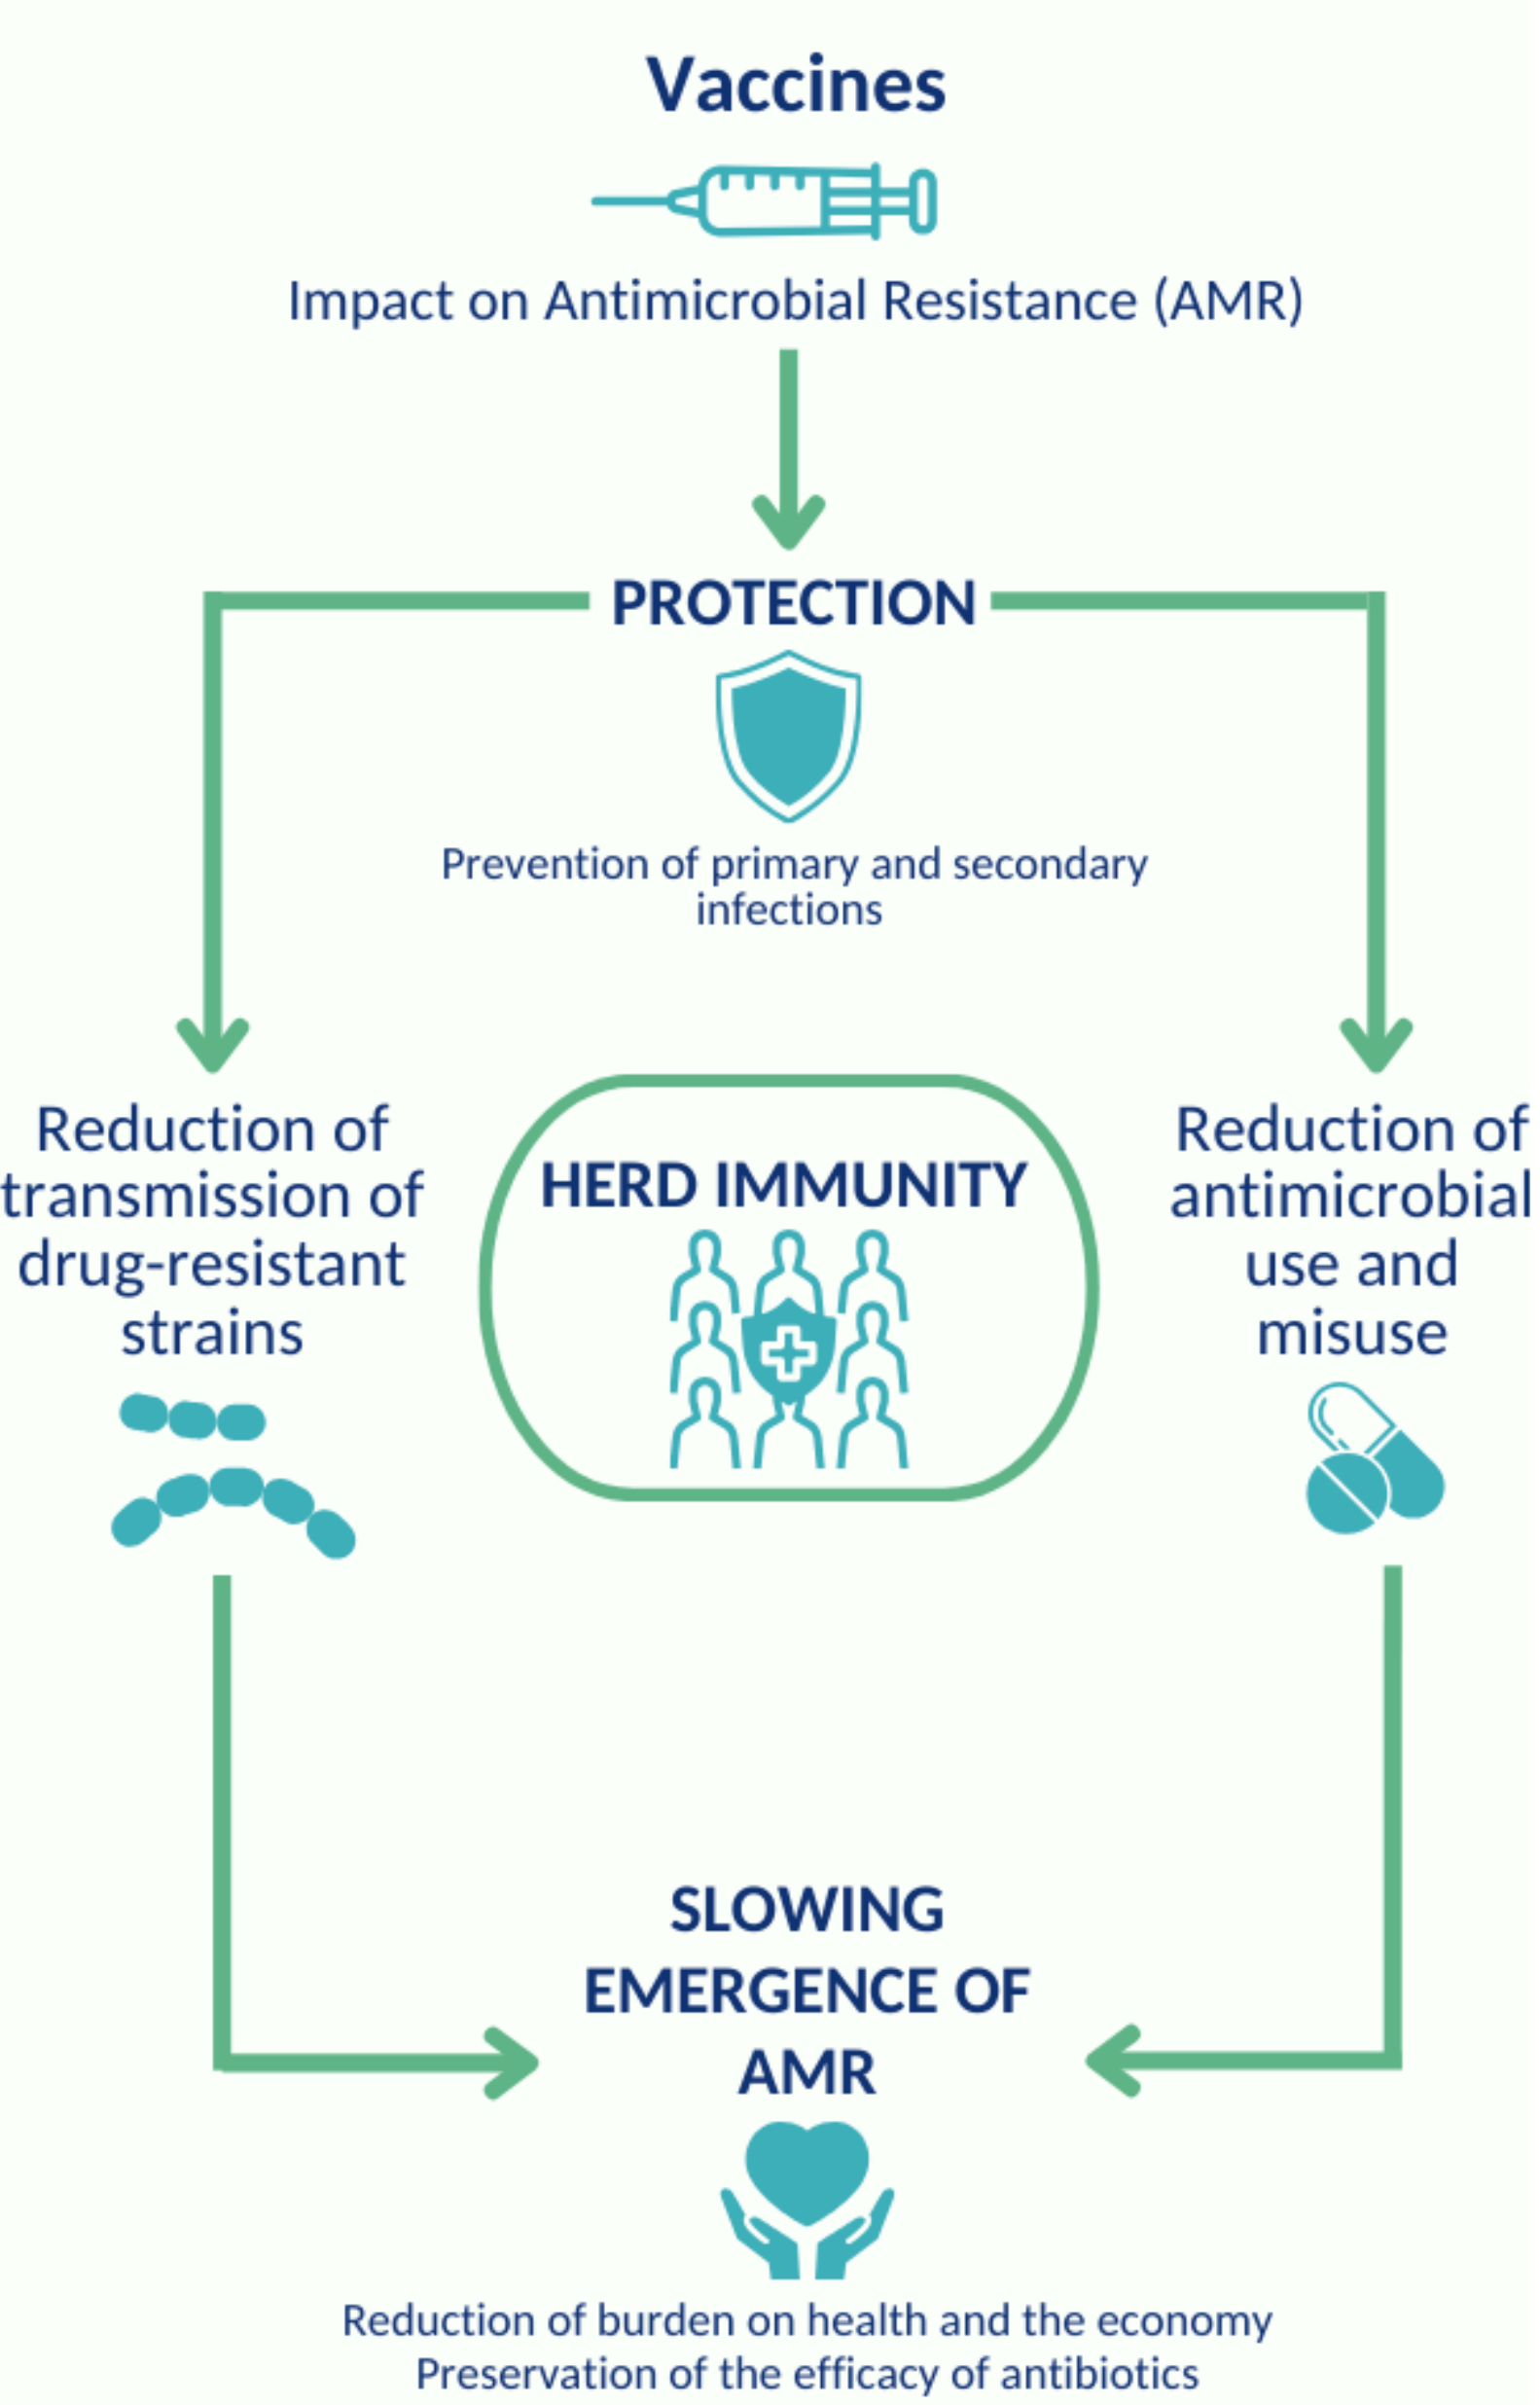 Vaccines
Impact on Antimicrobial Resistance (AMR)
PROTECTION
Prevention of primary and secondary
infections
Reduction of
transmission of
drug-resistant
strains
HERD IMMUNITY
Reduction of
antimicrobial
use and
misuse
SLOWING
EMERGENCE OF
AMR
Reduction of burden on health and the economy
Preservation of the efficacy of antibiotics